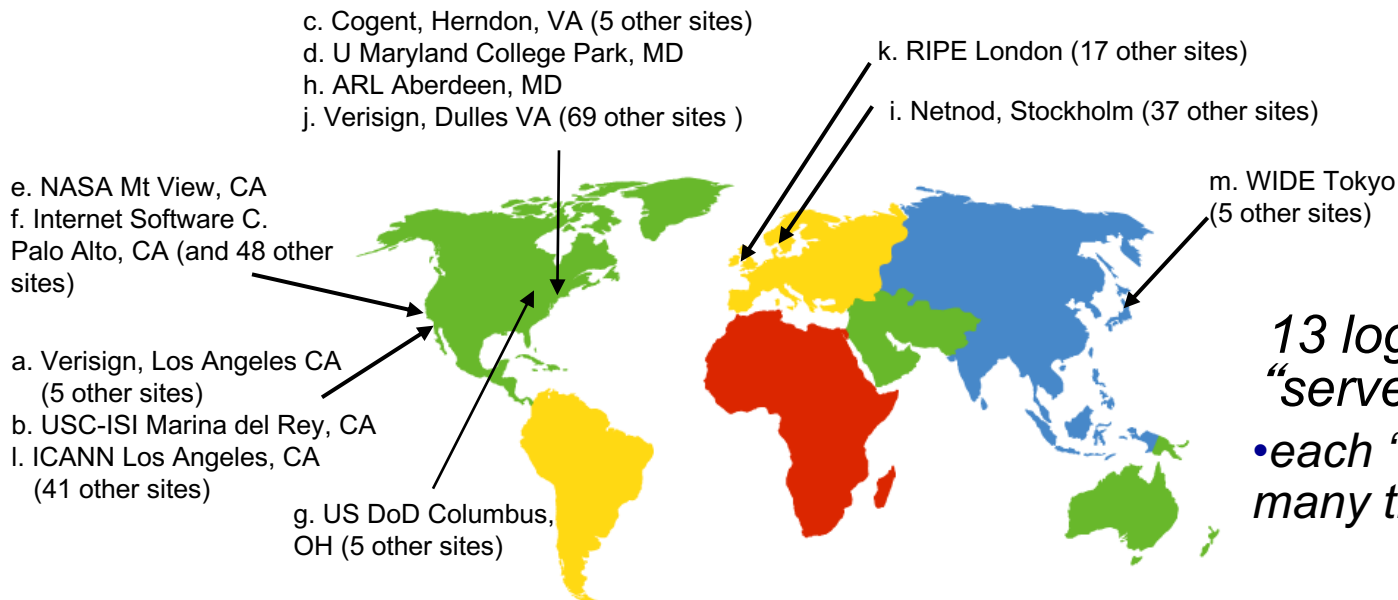 c. Cogent, Herndon, VA (5 other sites)
d. U Maryland College Park, MD
h. ARL Aberdeen, MD
j. Verisign, Dulles VA (69 other sites )
k. RIPE London (17 other sites)
i. Netnod, Stockholm (37 other sites)
e. NASA Mt View, CA
f. Internet Software C.
Palo Alto, CA (and 48 other
sites)
m. WIDE Tokyo
(5 other sites)
a. Verisign, Los Angeles CA
(5 other sites)
b. USC-ISI Marina del Rey, CA
l. ICANN Los Angeles, CA
(41 other sites)
g. US DoD Columbus,
OH (5 other sites)
13
•each
many